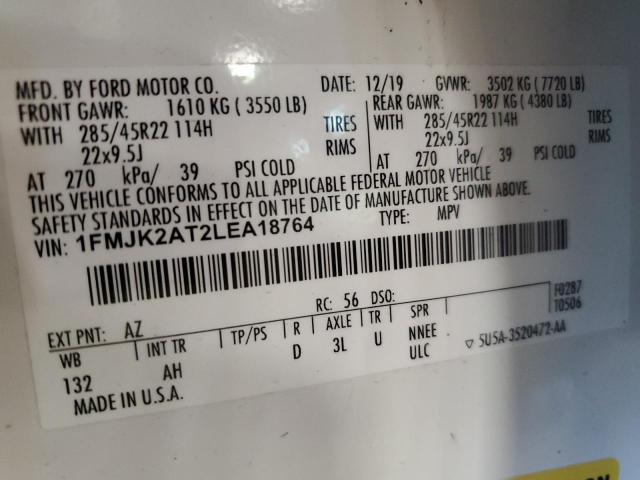 MFD. BY FORD MOTOR CO. DATE: 12/19 GVWR: 3502 KG ( 7720 LB)
FRONT GAWR: 1610 KG ( 3550 LB) REAR GAWR: 1987 KG ( 4380 LB)
WITH 285/45R22 114H TIRES WITH 285/45R22 114H TIRES
22x9.5J RIMS 22x9.5J RIMS
AT 270 kPa/ 39 PSI COLD AT 270 kPa/ 39 PSI COLD
THIS VEHICLE CONFORMS TO ALL APPLICABLE FEDERAL MOTOR VEHICLE
SAFETY STANDARDS IN EFFECT ON THE DATE OF MANUFACTURE SHOWN ABOVE.
VIN: 1FMJK2AT2LEA18764 TYPE: MPV
F0287
RC: 56 DSO: T0506
EXT PNT: AZ
WB INT TR TP/PS R AXLE TR SPR
132 AH D 3L U NNEE
ULC ▽ 5U5A-3520472-AA
MADE IN U.S.A.